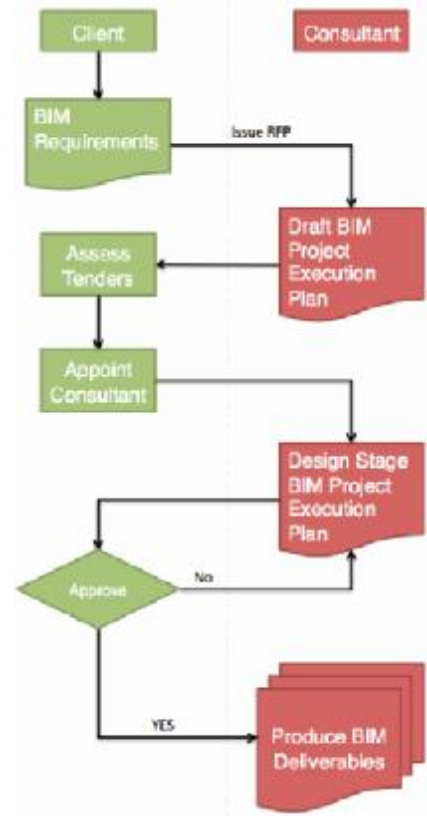 Client
Consultant
BIM
Requirements
Issue RFP
Draft BIM
Project
Execution
Plan
Assess
Tenders
Appoint
Consultant
Design Stage
BIM Project
Execution
Plan
Approve
No
YES
Produce BIM
Deliverables